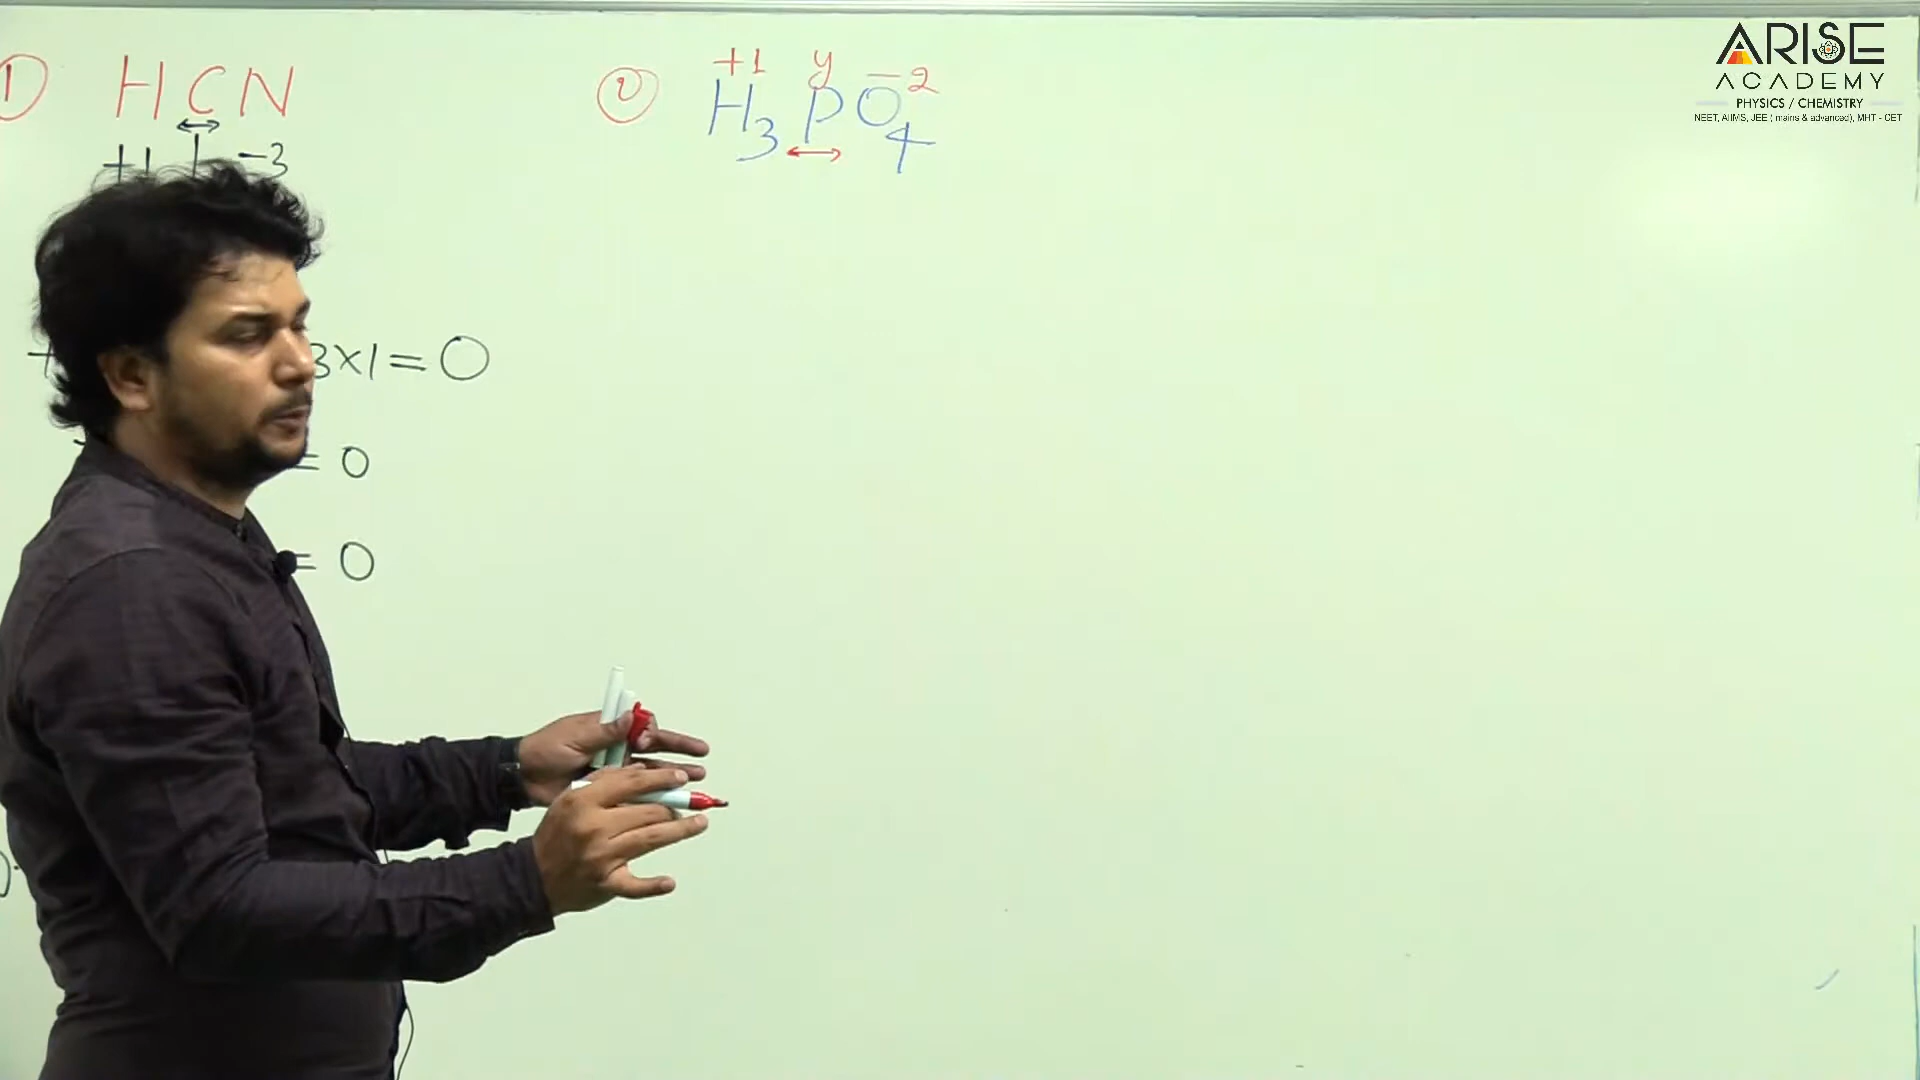 ① HCN
+1 -3
3×1=0
= 0
= 0
② +1 y -2
H3PO4
ARISE
ACADEMY
PHYSICS / CHEMISTRY
NEET, AIIMS, JEE ( mains & advanced), MHT - CET